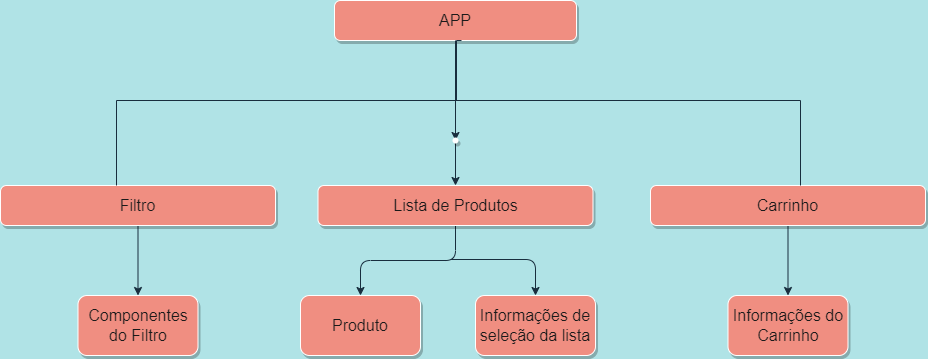 APP
Filtro
Lista de Produtos
Carrinho
Componentes
do Filtro
Produto
Informações de
seleção da lista
Informações do
Carrinho